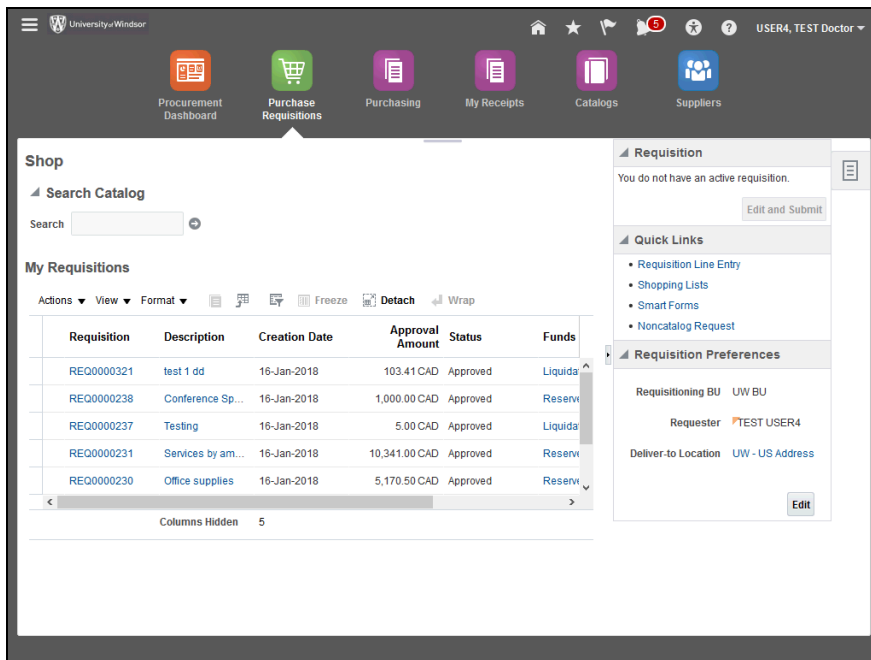 University of Windsor
5
USER4, TEST Doctor
Procurement
Dashboard
Purchase
Requisitions
Purchasing
My Receipts
Catalogs
Suppliers
Shop
Search Catalog
Search
My Requisitions
Actions View Format Freeze Detach Wrap
Requisition Description Creation Date Approval Amount Status Funds
REQ0000321 test 1 dd 16-Jan-2018 103.41 CAD Approved Liquida
REQ0000238 Conference Sp... 16-Jan-2018 1,000.00 CAD Approved Reserve
REQ0000237 Testing 16-Jan-2018 5.00 CAD Approved Liquida
REQ0000231 Services by am... 16-Jan-2018 10,341.00 CAD Approved Reserve
REQ0000230 Office supplies 16-Jan-2018 5,170.50 CAD Approved Reserve
Columns Hidden 5
Requisition
You do not have an active requisition.
Edit and Submit
Quick Links
• Requisition Line Entry
• Shopping Lists
• Smart Forms
• Noncatalog Request
Requisition Preferences
Requisitioning BU UW BU
Requester TEST USER4
Deliver-to Location UW - US Address
Edit